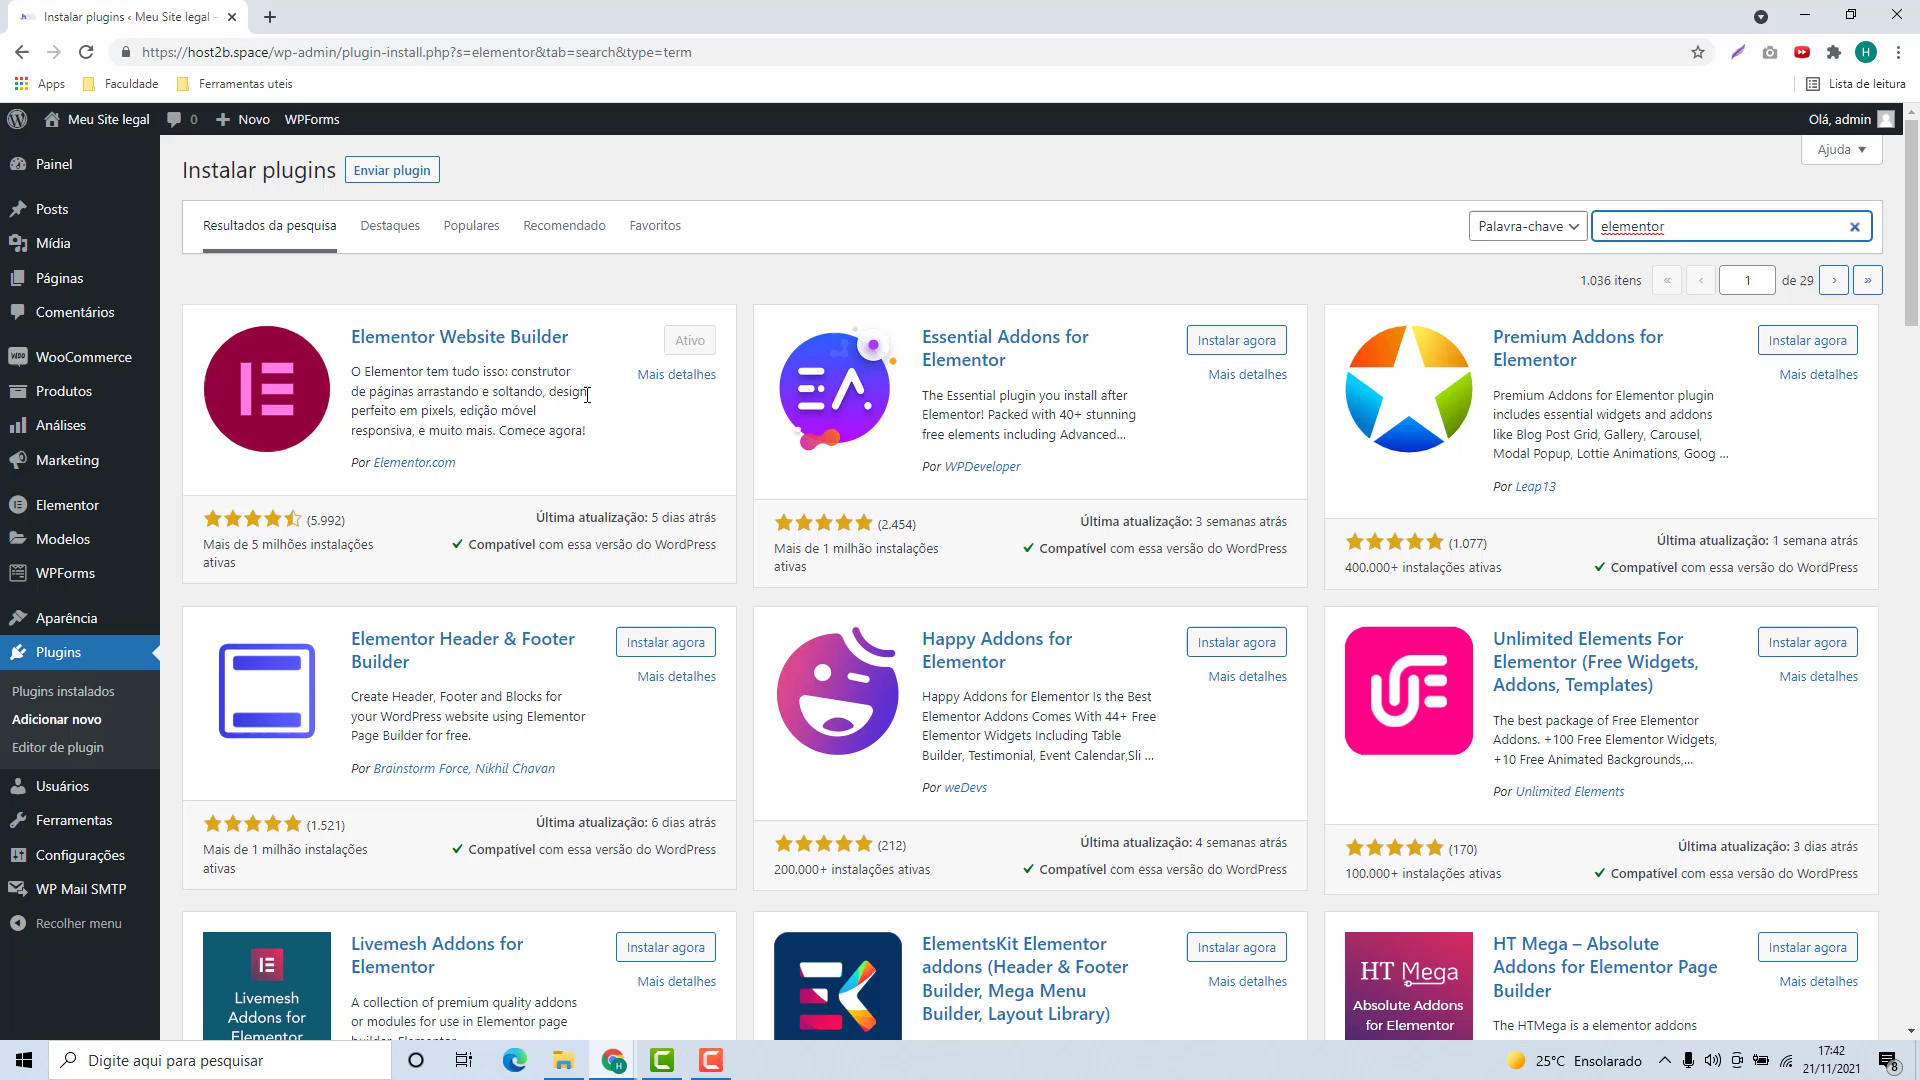 Instalar plugins ‹ Meu Site legal -
https://host2b.space/wp-admin/plugin-install.php?s=elementor&tab=search&type=term
H
Apps
Faculdade
Ferramentas uteis
Lista de leitura
Meu Site legal
0
Novo
WPForms
Olá, admin
Painel
Posts
Mídia
Páginas
Comentários
WooCommerce
Produtos
Análises
Marketing
Elementor
Modelos
WPForms
Aparência
Plugins
Plugins instalados
Adicionar novo
Editor de plugin
Usuários
Ferramentas
Configurações
WP Mail SMTP
Recolher menu
Instalar plugins
Enviar plugin
Ajuda
Resultados da pesquisa
Destaques
Populares
Recomendado
Favoritos
Palavra-chave
elementor
1.036 itens
«
‹
1
de 29
›
»
Elementor Website Builder
Ativo
Mais detalhes
O Elementor tem tudo isso: construtor
de páginas arrastando e soltando, design
perfeito em pixels, edição móvel
responsiva, e muito mais. Comece agora!
Por Elementor.com
(5.992)
Mais de 5 milhões instalações
ativas
Última atualização: 5 dias atrás
Compatível com essa versão do WordPress
Essential Addons for
Elementor
Instalar agora
Mais detalhes
The Essential plugin you install after
Elementor! Packed with 40+ stunning
free elements including Advanced...
Por WPDeveloper
(2.454)
Mais de 1 milhão instalações
ativas
Última atualização: 3 semanas atrás
Compatível com essa versão do WordPress
Premium Addons for
Elementor
Instalar agora
Mais detalhes
Premium Addons for Elementor plugin
includes essential widgets and addons
like Blog Post Grid, Gallery, Carousel,
Modal Popup, Lottie Animations, Goog ...
Por Leap13
(1.077)
400.000+ instalações ativas
Última atualização: 1 semana atrás
Compatível com essa versão do WordPress
Elementor Header & Footer
Builder
Instalar agora
Mais detalhes
Create Header, Footer and Blocks for
your WordPress website using Elementor
Page Builder for free.
Por Brainstorm Force, Nikhil Chavan
(1.521)
Mais de 1 milhão instalações
ativas
Última atualização: 6 dias atrás
Compatível com essa versão do WordPress
Happy Addons for
Elementor
Instalar agora
Mais detalhes
Happy Addons for Elementor Is the Best
Elementor Addons Comes With 44+ Free
Elementor Widgets Including Table
Builder, Testimonial, Event Calendar,Sli ...
Por weDevs
(212)
200.000+ instalações ativas
Última atualização: 4 semanas atrás
Compatível com essa versão do WordPress
Unlimited Elements For
Elementor (Free Widgets,
Addons, Templates)
Instalar agora
Mais detalhes
The best package of Free Elementor
Addons. +100 Free Elementor Widgets,
+10 Free Animated Backgrounds,...
Por Unlimited Elements
(170)
100.000+ instalações ativas
Última atualização: 3 dias atrás
Compatível com essa versão do WordPress
Livemesh
Addons for
Elementor
Livemesh Addons for
Elementor
Instalar agora
Mais detalhes
A collection of premium quality addons
or modules for use in Elementor page
builder. Elementor
ElementsKit Elementor
addons (Header & Footer
Builder, Mega Menu
Builder, Layout Library)
Instalar agora
Mais detalhes
HT Mega
Absolute Addons
for Elementor
HT Mega – Absolute
Addons for Elementor Page
Builder
Instalar agora
Mais detalhes
The HTMega is a elementor addons
Digite aqui para pesquisar
25°C Ensolarado
17:42
21/11/2021
8